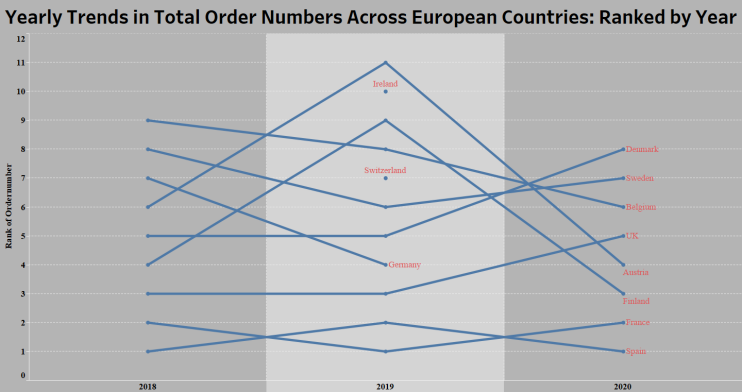 Yearly Trends in Total Order Numbers Across European Countries: Ranked by Year
12
11
Ireland
10
9
Denmark
8
Switzerland
7
Sweden
6
Belgium
5
UK
4
Germany
Austria
3
Finland
2
France
1
Spain
0
Rank of Ordernumber
2018
2019
2020